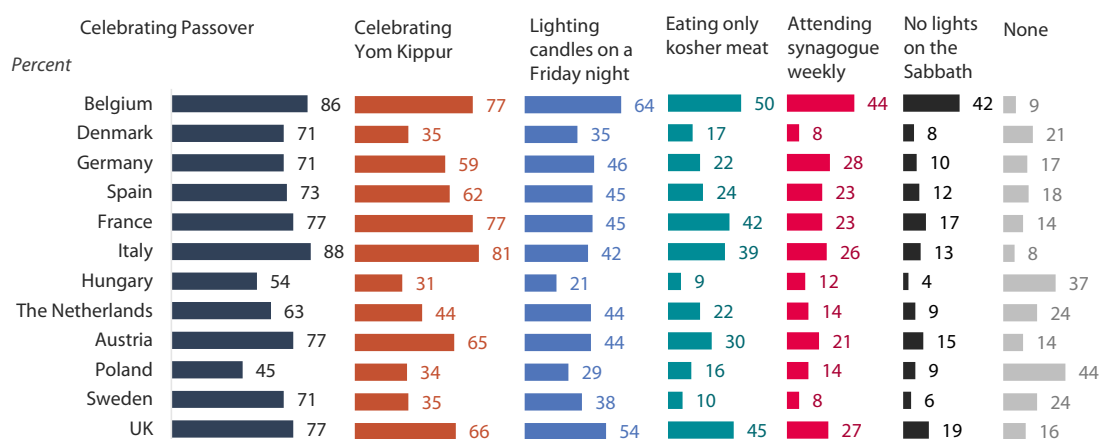 Celebrating Passover
Celebrating
Yom Kippur
Lighting
candles on a
Friday night
Eating only
kosher meat
Attending
synagogue
weekly
No lights
on the
Sabbath
None
Percent
Belgium 86 77 64 50 44 42 9
Denmark 71 35 35 17 8 8 21
Germany 71 59 46 22 28 10 17
Spain 73 62 45 24 23 12 18
France 77 77 45 42 23 17 14
Italy 88 81 42 39 26 13 8
Hungary 54 31 21 9 12 4 37
The Netherlands 63 44 44 22 14 9 24
Austria 77 65 44 30 21 15 14
Poland 45 34 29 16 14 9 44
Sweden 71 35 38 10 8 6 24
UK 77 66 54 45 27 19 16